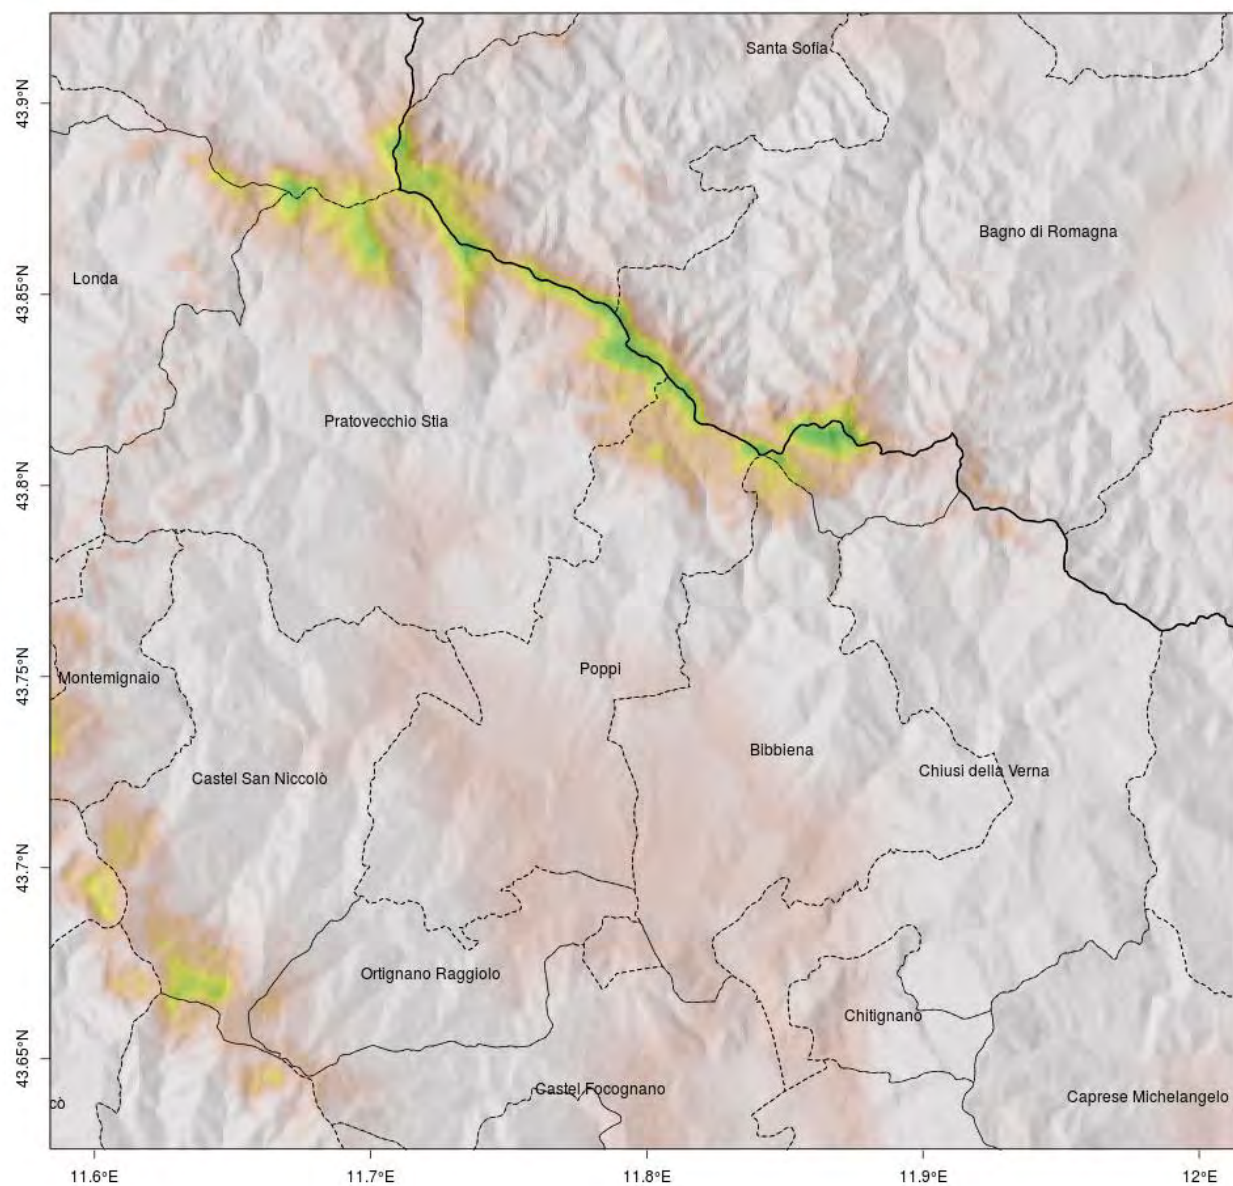 Santa Sofia
43.9°N
Bagno di Romagna
Londa
43.85°N
Pratovecchio Stia
43.8°N
Poppi
Montemignaio
43.75°N
Bibbiena
Chiusi della Verna
Castel San Niccolò
43.7°N
Ortignano Raggiolo
Chitignano
43.65°N
Castel Focognano
Caprese Michelangelo
cò
11.6°E 11.7°E 11.8°E 11.9°E 12°E